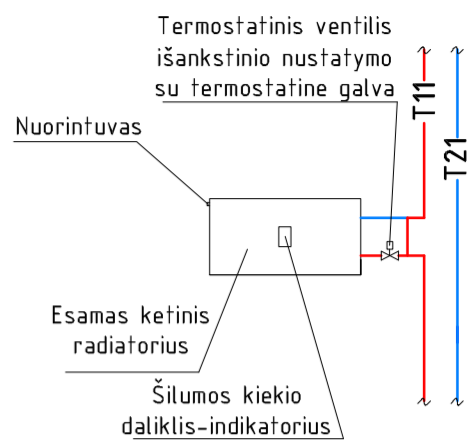 Termostatinis ventilis
išankstinio nustatymo
su termostatine galva
Nuorintuvas
T11
T21
Esamas ketinis
radiatorius
Šilumos kiekio
daliklis-indikatorius